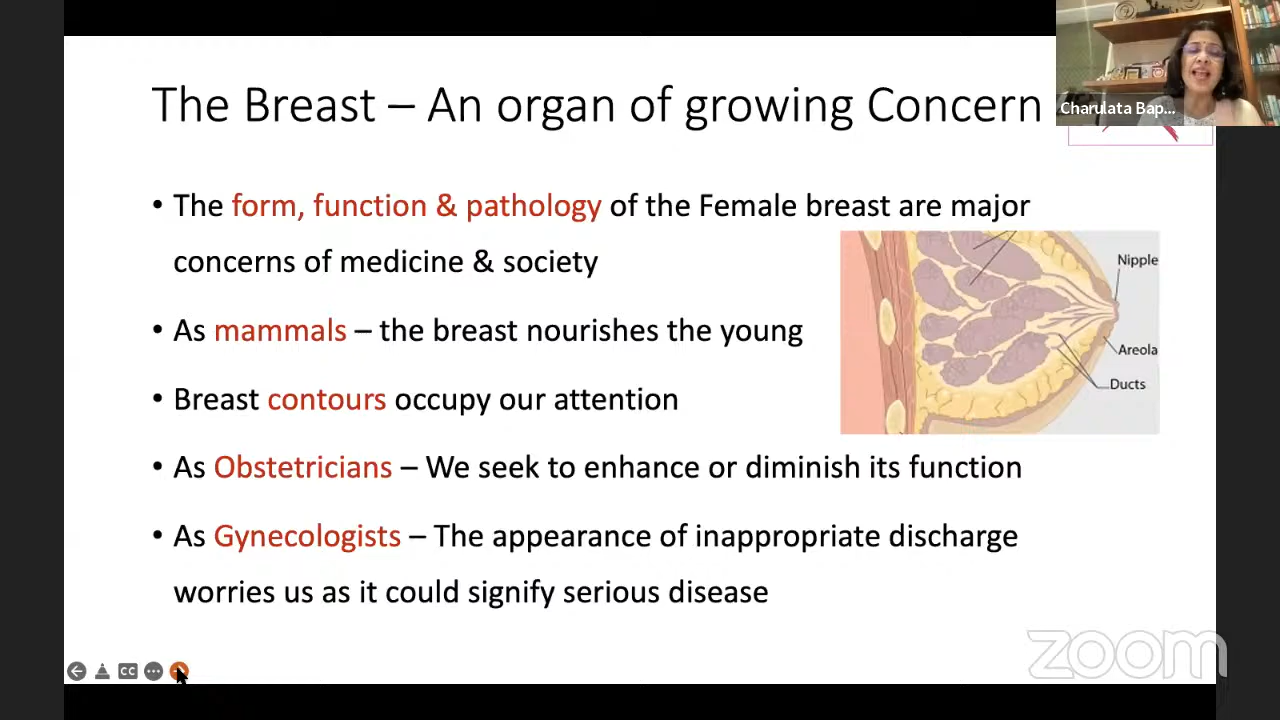 The Breast – An organ of growing Concern
Charulata Bap...
• The form, function & pathology of the Female breast are major
concerns of medicine & society
• As mammals – the breast nourishes the young
• Breast contours occupy our attention
• As Obstetricians – We seek to enhance or diminish its function
• As Gynecologists – The appearance of inappropriate discharge
worries us as it could signify serious disease
Nipple
Areola
Ducts
CC
zoom